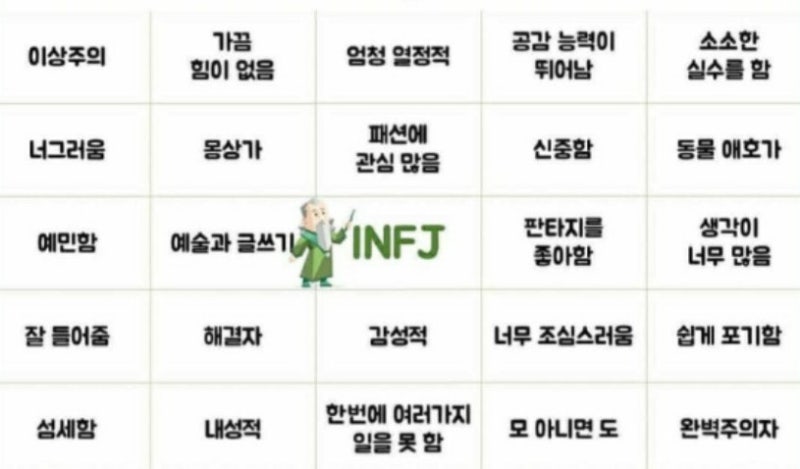 이상주의
가끔
힘이 없음
엄청 열정적
공감 능력이
뛰어남
소소한
실수를 함
너그러움
몽상가
패션에
관심 많음
신중함
동물 애호가
예민함
예술과 글쓰기
INFJ
판타지를
좋아함
생각이
너무 많음
잘 들어줌
해결자
감성적
너무 조심스러움
쉽게 포기함
섬세함
내성적
한번에 여러가지
일을 못 함
모 아니면 도
완벽주의자